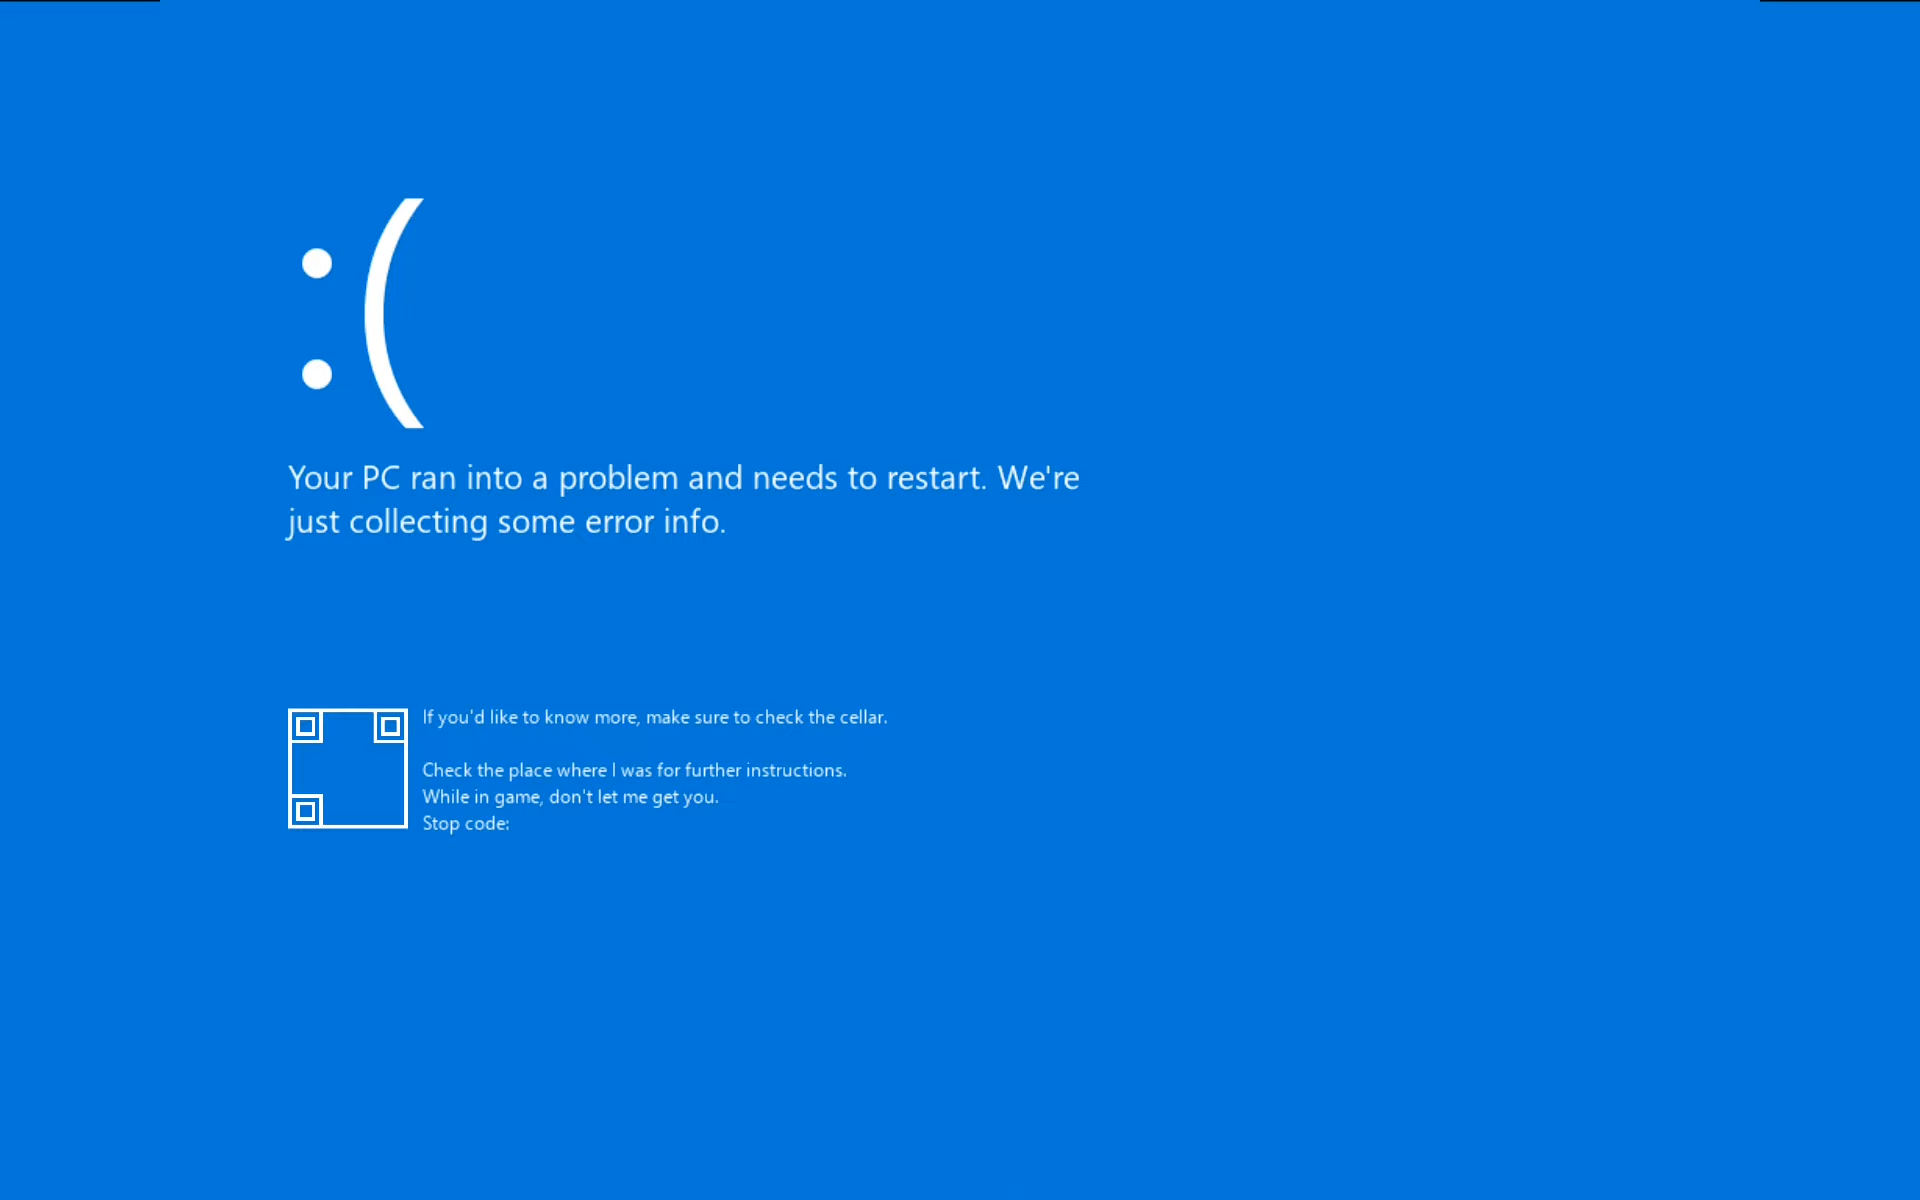 :(
Your PC ran into a problem and needs to restart. We're
just collecting some error info.
If you'd like to know more, make sure to check the cellar.
Check the place where I was for further instructions.
While in game, don't let me get you.
Stop code: